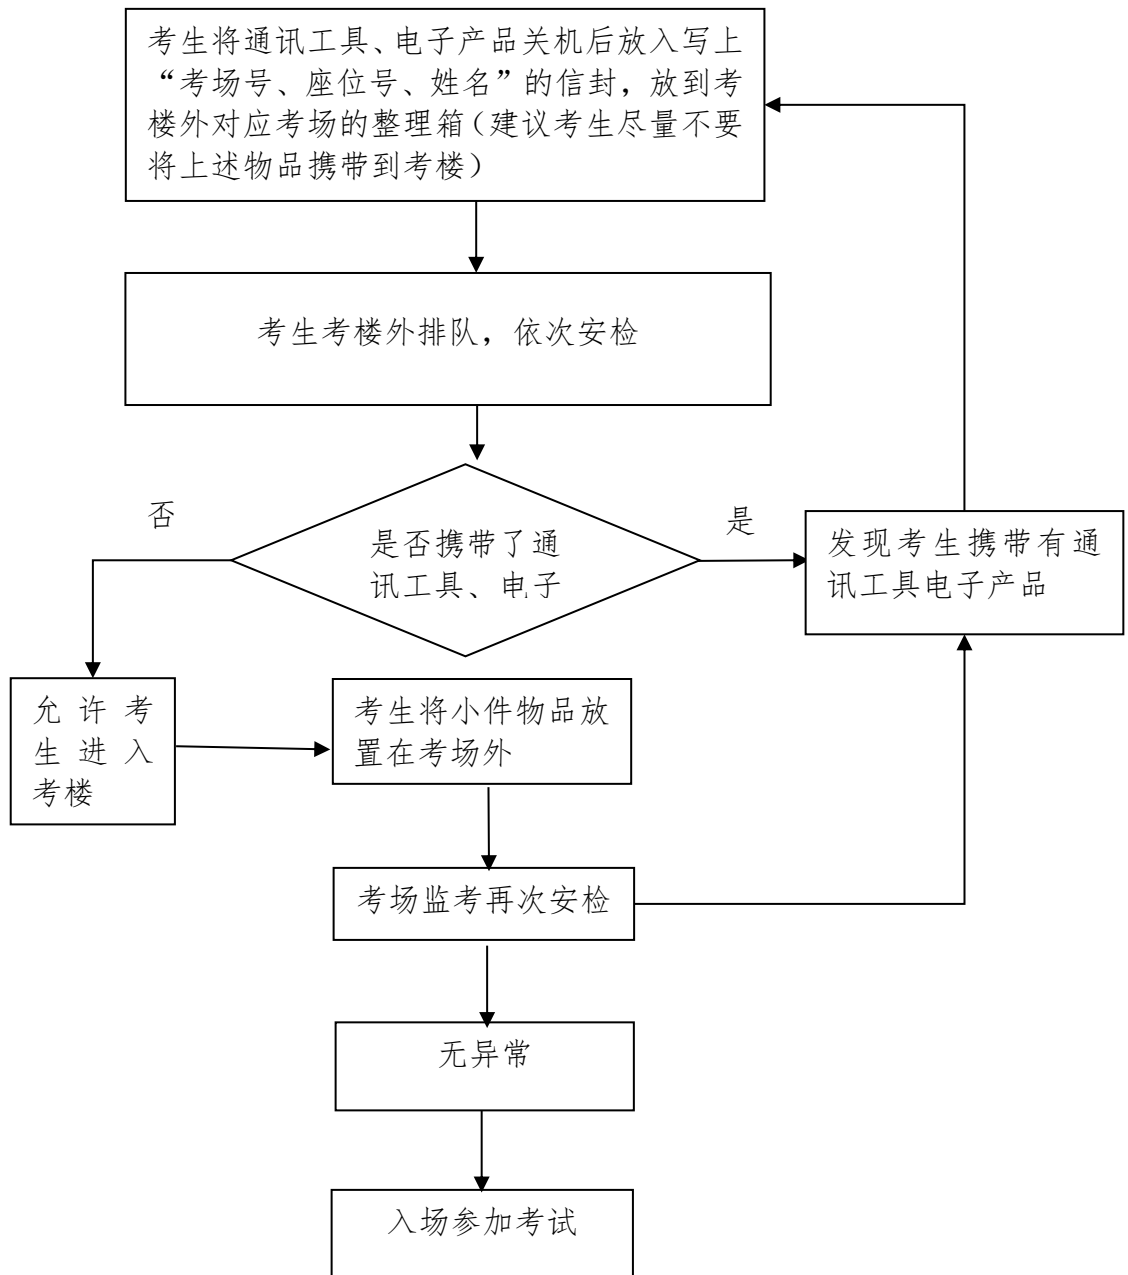 考生将通讯工具、电子产品关机后放入写上
“考场号、座位号、姓名”的信封，放到考
楼外对应考场的整理箱（建议考生尽量不要
将上述物品携带到考楼）
考生考楼外排队，依次安检
否
是
是否携带了通
讯工具、电子
发现考生携带有通
讯工具电子产品
允许考
生进入
考楼
考生将小件物品放
置在考场外
考场监考再次安检
无异常
入场参加考试